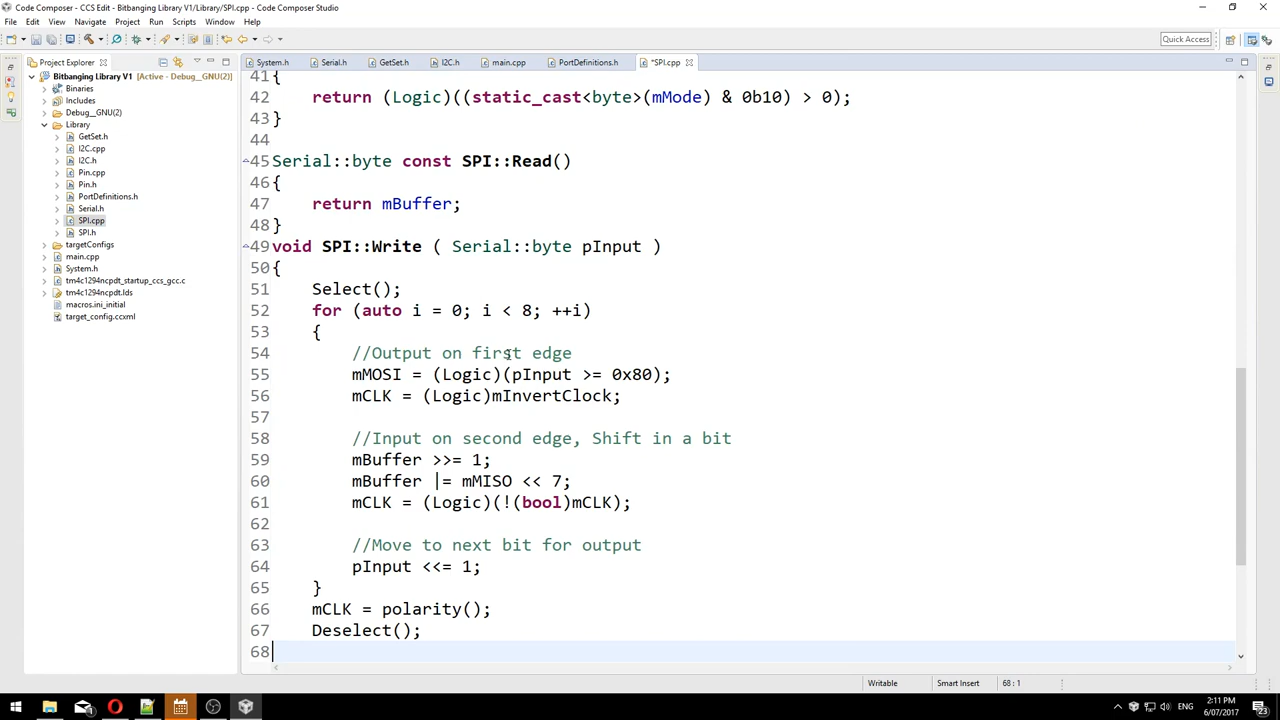 Code Composer - CCS Edit - Bitbanging Library V1/Library/SPI.cpp - Code Composer Studio
File Edit View Navigate Project Run Scripts Window Help
Quick Access
Project Explorer
System.h Serial.h GetSet.h I2C.h main.cpp PortDefinitions.h *SPI.cpp
Bitbanging Library V1 [Active - Debug__GNU(2)]
Binaries
Includes
Debug__GNU(2)
Library
GetSet.h
I2C.cpp
I2C.h
Pin.cpp
Pin.h
PortDefinitions.h
Serial.h
SPI.cpp
SPI.h
targetConfigs
main.cpp
System.h
tm4c1294ncpdt_startup_ccs_gcc.c
tm4c1294ncpdt.lds
macros.ini_initial
target_config.ccxml
41 {
42 return (Logic)((static_cast<byte>(mMode) & 0b10) > 0);
43 }
44
45 Serial::byte const SPI::Read()
46 {
47 return mBuffer;
48 }
49 void SPI::Write ( Serial::byte pInput )
50 {
51 Select();
52 for (auto i = 0; i < 8; ++i)
53 {
54 //Output on first edge
55 mMOSI = (Logic)(pInput >= 0x80);
56 mCLK = (Logic)mInvertClock;
57
58 //Input on second edge, Shift in a bit
59 mBuffer >>= 1;
60 mBuffer |= mMISO << 7;
61 mCLK = (Logic)(!(bool)mCLK);
62
63 //Move to next bit for output
64 pInput <<= 1;
65 }
66 mCLK = polarity();
67 Deselect();
68
Writable Smart Insert 68 : 1
ENG 2:11 PM
6/07/2017
23